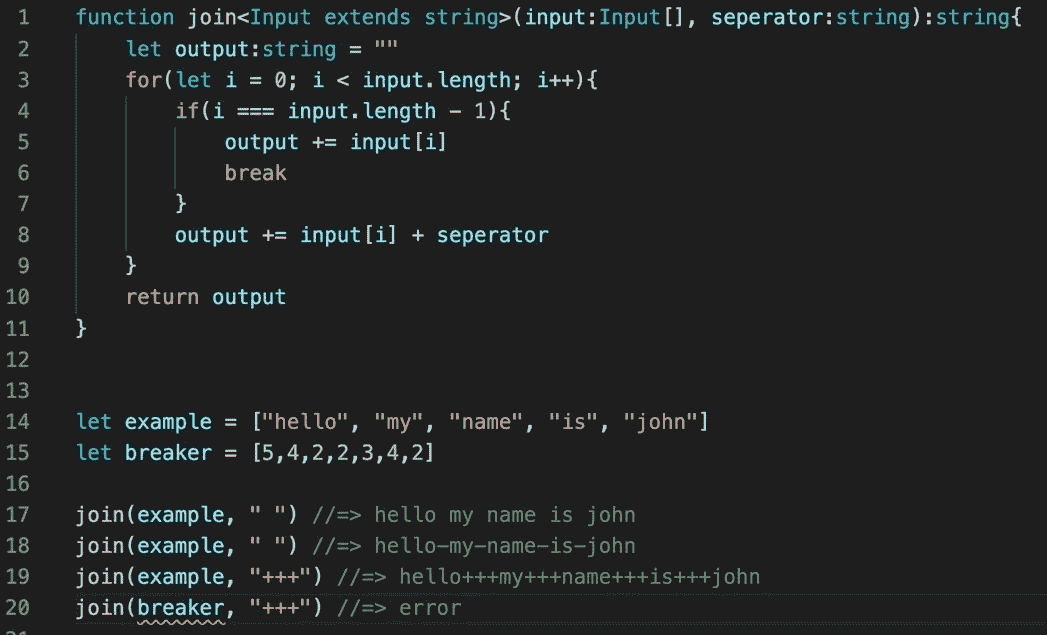 1 function join<Input extends string>(input:Input[], seperator:string):string{
2 let output:string = ""
3 for(let i = 0; i < input.length; i++){
4 if(i === input.length - 1){
5 output += input[i]
6 break
7 }
8 output += input[i] + seperator
9 }
10 return output
11 }
12
13
14 let example = ["hello", "my", "name", "is", "john"]
15 let breaker = [5,4,2,2,3,4,2]
16
17 join(example, " ") //=> hello my name is john
18 join(example, " ") //=> hello-my-name-is-john
19 join(example, "+++") //=> hello+++my+++name+++is+++john
20 join(breaker, "+++") //=> error